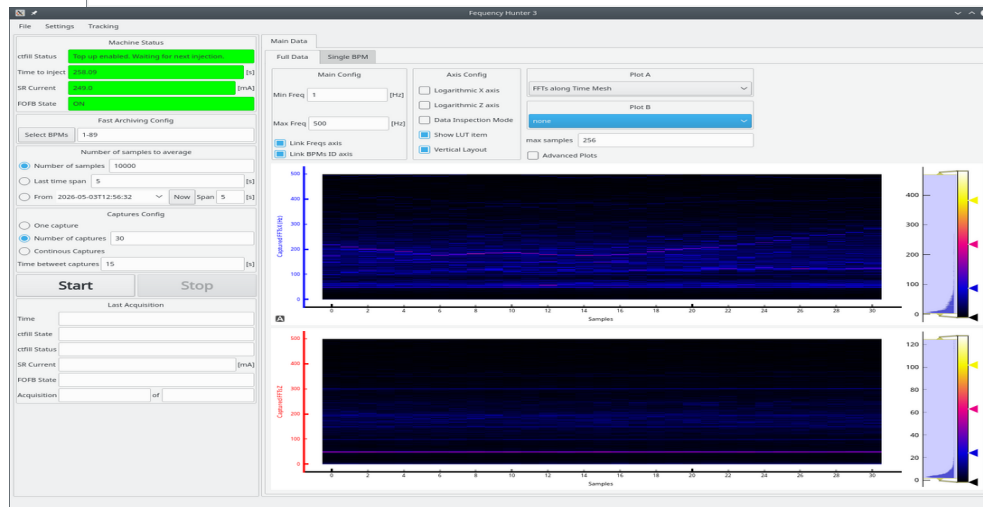 Fequency Hunter 3
File Settings Tracking
Machine Status
ctfill Status Top up enabled. Waiting for next injection.
Time to inject 258.09 [s]
SR Current 249.0 [mA]
FOFB State ON
Fast Archiving Config
Select BPMs 1-89
Number of samples to average
Number of samples 10000
Last time span 5 [s]
From 2026-05-03T12:56:32 Now Span 5 [s]
Captures Config
One capture
Number of captures 30
Continous Captures
Time betweet captures 15 [s]
Start Stop
Last Acquisition
Time
ctfill State
ctfill Status
SR Current [mA]
FOFB State
Acquisition of
Main Data
Full Data Single BPM
Main Config
Min Freq 1 [Hz]
Max Freq 500 [Hz]
Link Freqs axis
Link BPMs ID axis
Axis Config
Logarithmic X axis
Logarithmic Z axis
Data Inspection Mode
Show LUT item
Vertical Layout
Plot A
FFTs along Time Mesh
Plot B
none
max samples 256
Advanced Plots
500
400
300
200
100
0
Captured FFTsX (Hz)
0 2 4 6 8 10 12 14 16 18 20 22 24 26 28 30
Samples
A
400
300
200
100
0
500
400
300
200
100
0
Captured FFTsZ
0 2 4 6 8 10 12 14 16 18 20 22 24 26 28 30
Samples
120
100
80
60
40
20
0